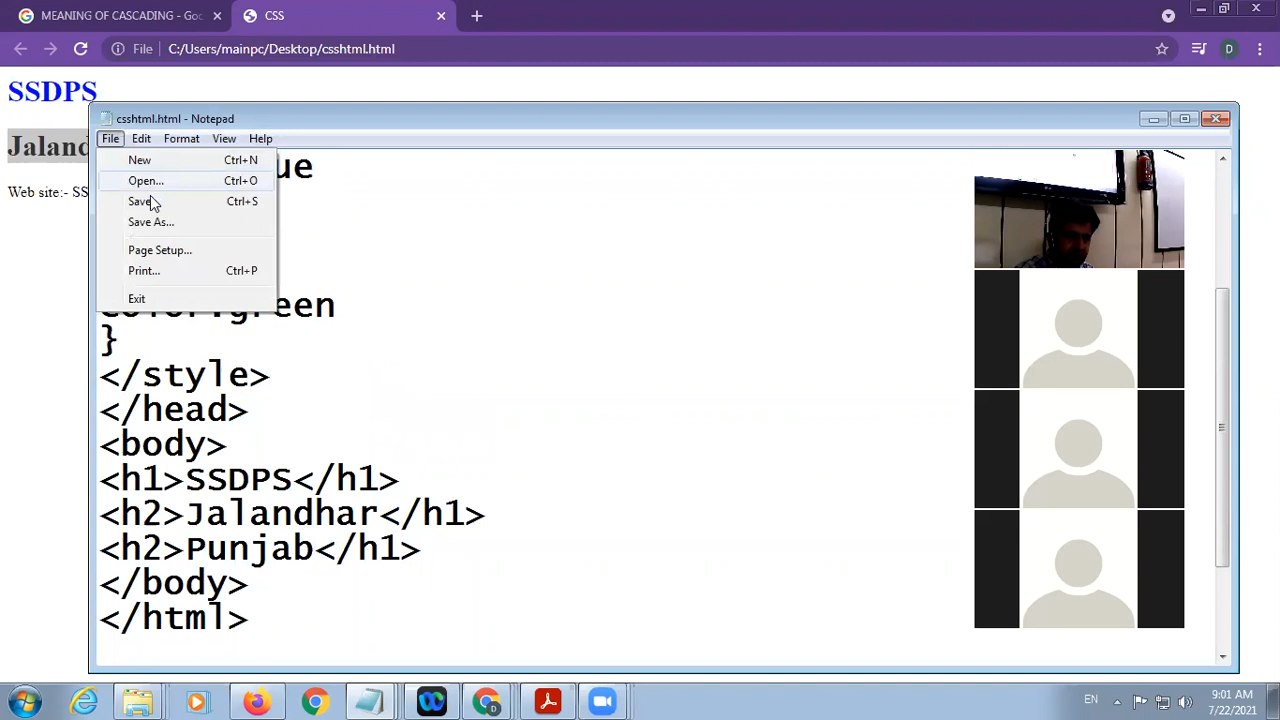 MEANING OF CASCADING - Goo
CSS
File
C:/Users/mainpc/Desktop/csshtml.html
D
SSDPS
csshtml.html - Notepad
File Edit Format View Help
Jaland
New Ctrl+N
ue
Open... Ctrl+O
Web site:- SS
Save Ctrl+S
Save As...
Page Setup...
Print... Ctrl+P
Exit
color:green
}
</style>
</head>
<body>
<h1>SSDPS</h1>
<h2>Jalandhar</h1>
<h2>Punjab</h1>
</body>
</html>
EN
9:01 AM
7/22/2021